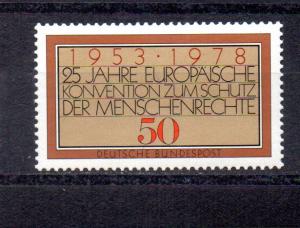 1953·1978
25 JAHRE EUROPÄISCHE
KONVENTION ZUM SCHUTZ
DER MENSCHENRECHTE
50
DEUTSCHE BUNDESPOST